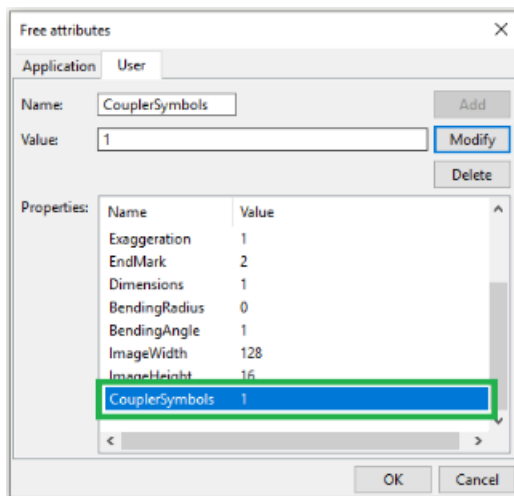 Free attributes
Application User
Name: CouplerSymbols Add
Value: 1 Modify
Delete
Properties: Name Value
Exaggeration 1
EndMark 2
Dimensions 1
BendingRadius 0
BendingAngle 1
ImageWidth 128
ImageHeight 16
CouplerSymbols 1
OK Cancel